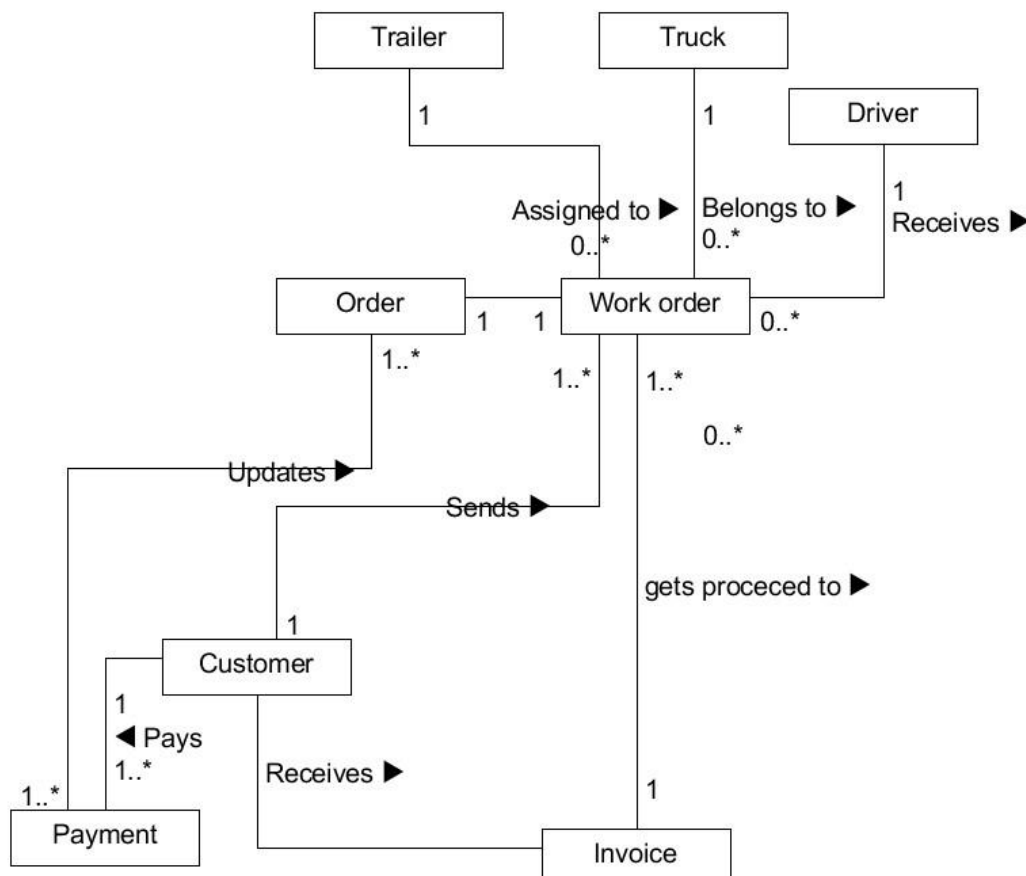 Trailer
Truck
1
1
Driver
1
Assigned to ▶
Belongs to ▶
Receives ▶
0..*
0..*
Order
Work order
1
1
0..*
1..*
1..*
1..*
0..*
Updates ▶
Sends ▶
gets proceced to ▶
1
Customer
1
◀ Pays
1..*
Receives ▶
1..*
1
Payment
Invoice